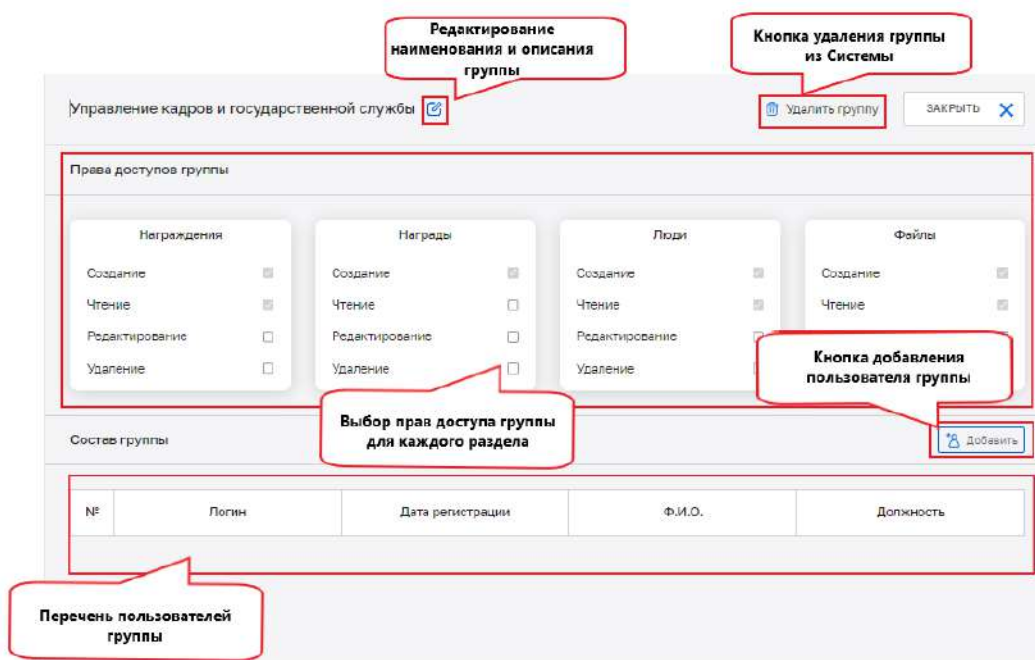 Редактирование
наименования и описания
группы
Кнопка удаления группы
из Системы
Управление кадров и государственной службы
Удалить группу
ЗАКРЫТЬ
Права доступов группы
Награждения
Создание
Чтение
Редактирование
Удаление
Награды
Создание
Чтение
Редактирование
Удаление
Люди
Создание
Чтение
Редактирование
Удаление
Файлы
Создание
Чтение
Кнопка добавления
пользователя группы
Выбор прав доступа группы
для каждого раздела
Состав группы
Добавить
№ Логин Дата регистрации Ф.И.О. Должность
Перечень пользователей
группы